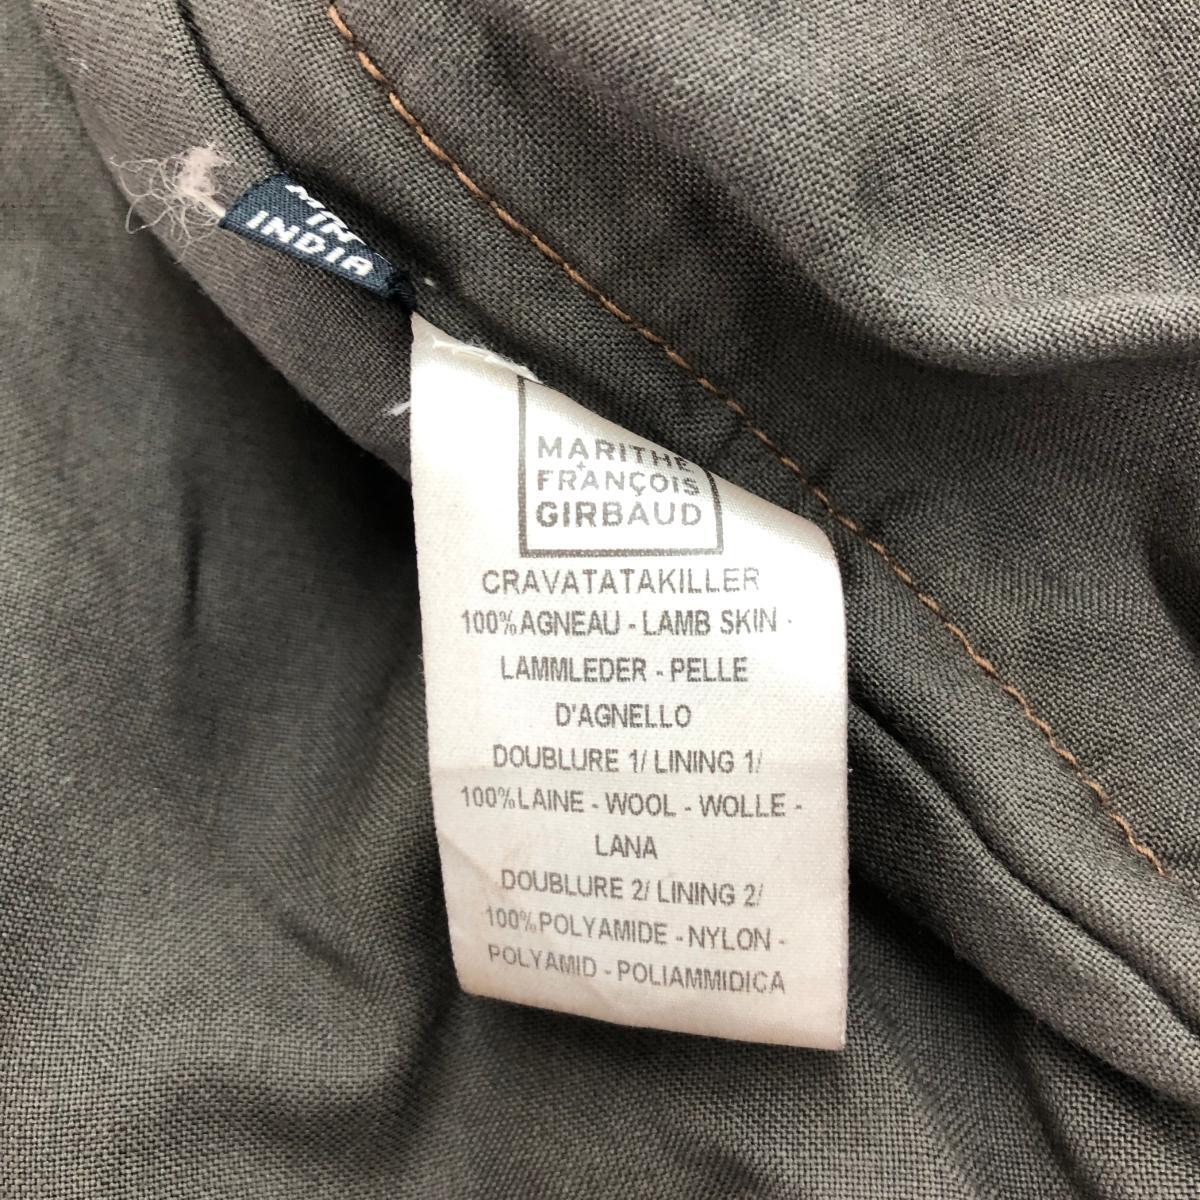 IN
INDIA
MARITHE
+
FRANÇOIS
GIRBAUD
CRAVATATAKILLER
100%AGNEAU - LAMB SKIN -
LAMMLEDER - PELLE
D'AGNELLO
DOUBLURE 1/ LINING 1/
100%LAINE - WOOL - WOLLE -
LANA
DOUBLURE 2/ LINING 2/
100%POLYAMIDE - NYLON -
POLYAMID - POLIAMMIDICA